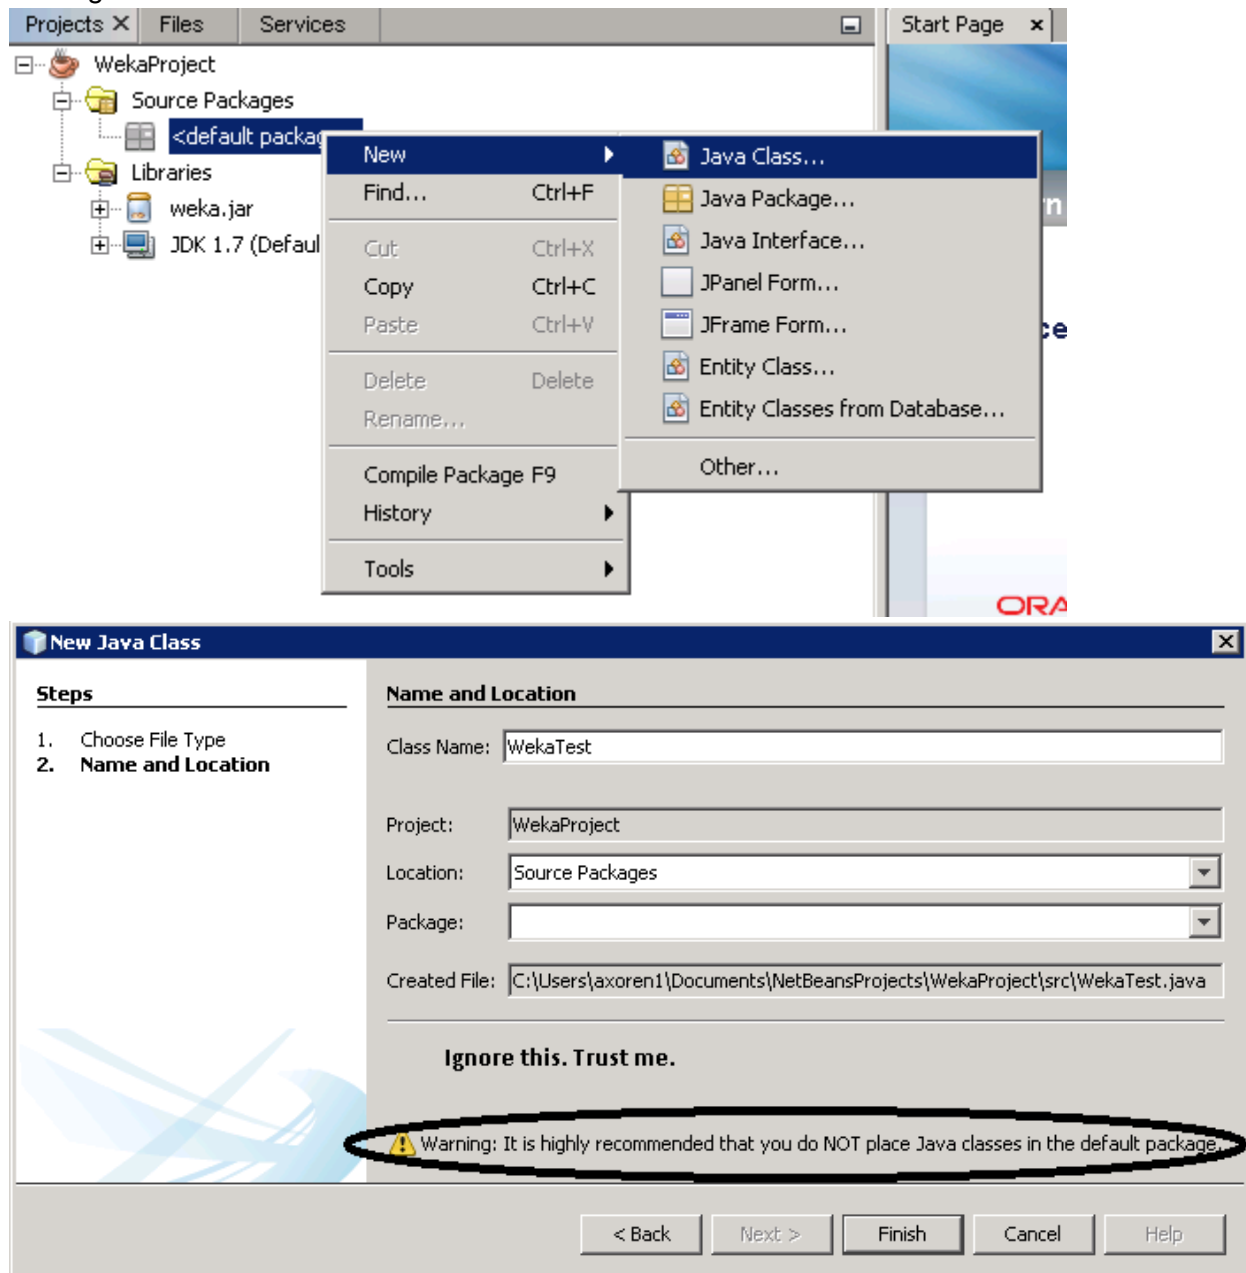 Projects Files Services Start Page
WekaProject
Source Packages
<default packag
Libraries
weka.jar
JDK 1.7 (Defaul
New
Find... Ctrl+F
Cut Ctrl+X
Copy Ctrl+C
Paste Ctrl+V
Delete Delete
Rename...
Compile Package F9
History
Tools
Java Class...
Java Package...
Java Interface...
JPanel Form...
JFrame Form...
Entity Class...
Entity Classes from Database...
Other...
ORA
New Java Class
Steps
1. Choose File Type
2. Name and Location
Name and Location
Class Name: WekaTest
Project: WekaProject
Location: Source Packages
Package:
Created File: C:\Users\axoren1\Documents\NetBeansProjects\WekaProject\src\WekaTest.java
Ignore this. Trust me.
Warning: It is highly recommended that you do NOT place Java classes in the default package.
< Back Next > Finish Cancel Help